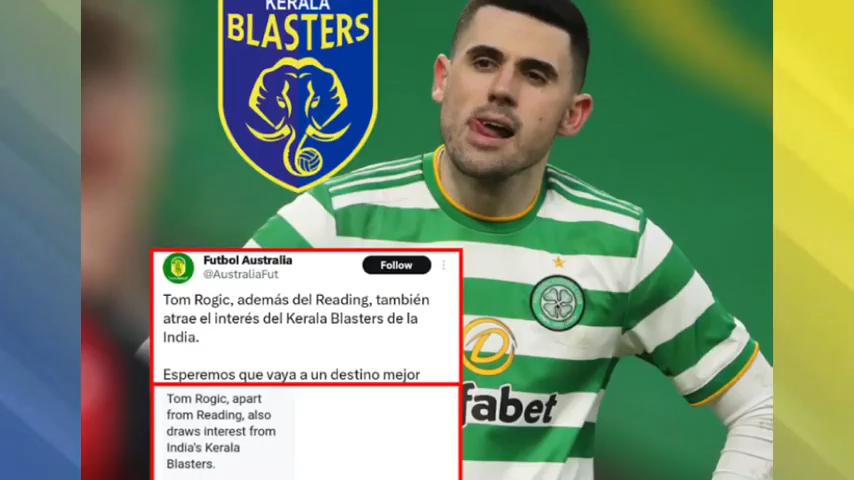 KERALA
BLASTERS
Futbol Australia
@AustraliaFut
Follow
Tom Rogic, además del Reading, también
atrae el interés del Kerala Blasters de la
India.
Esperemos que vaya a un destino mejor
Tom Rogic, apart
from Reading, also
draws interest from
India's Kerala
Blasters.
fabet